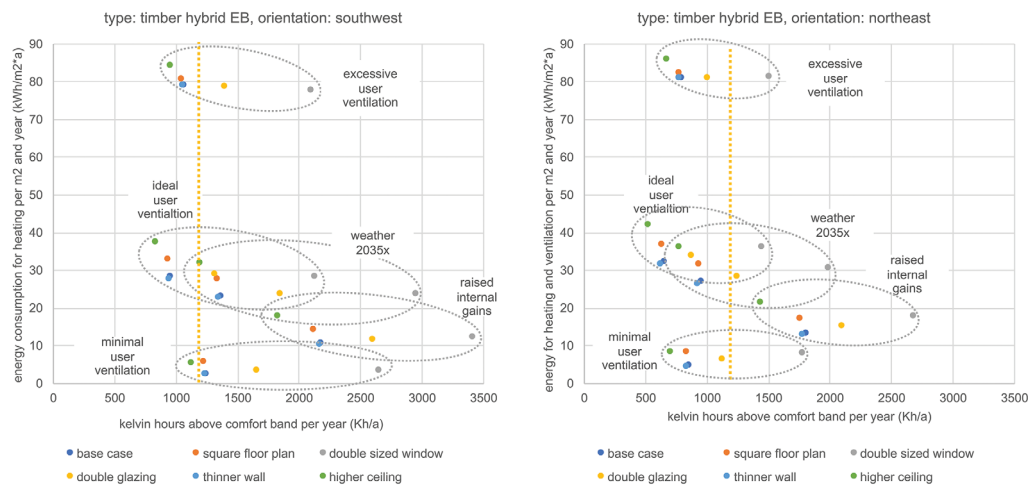 type: timber hybrid EB, orientation: southwest
energy consumption for heating per m2 and year (kWh/m2*a)
90
80
70
60
50
40
30
20
10
0
excessive
user
ventilation
ideal
user
ventialtion
weather
2035x
raised
internal
gains
minimal
user
ventilation
0 500 1000 1500 2000 2500 3000 3500
kelvin hours above comfort band per year (Kh/a)
base case square floor plan double sized window
double glazing thinner wall higher ceiling
type: timber hybrid EB, orientation: northeast
energy for heating and ventilation per m2 and year (kWh/m2*a)
90
80
70
60
50
40
30
20
10
0
excessive
user
ventilation
ideal
user
ventialtion
weather
2035x
raised
internal
gains
minimal
user
ventilation
0 500 1000 1500 2000 2500 3000 3500
kelvin hours above comfort band per year (Kh/a)
base case square floor plan double sized window
double glazing thinner wall higher ceiling